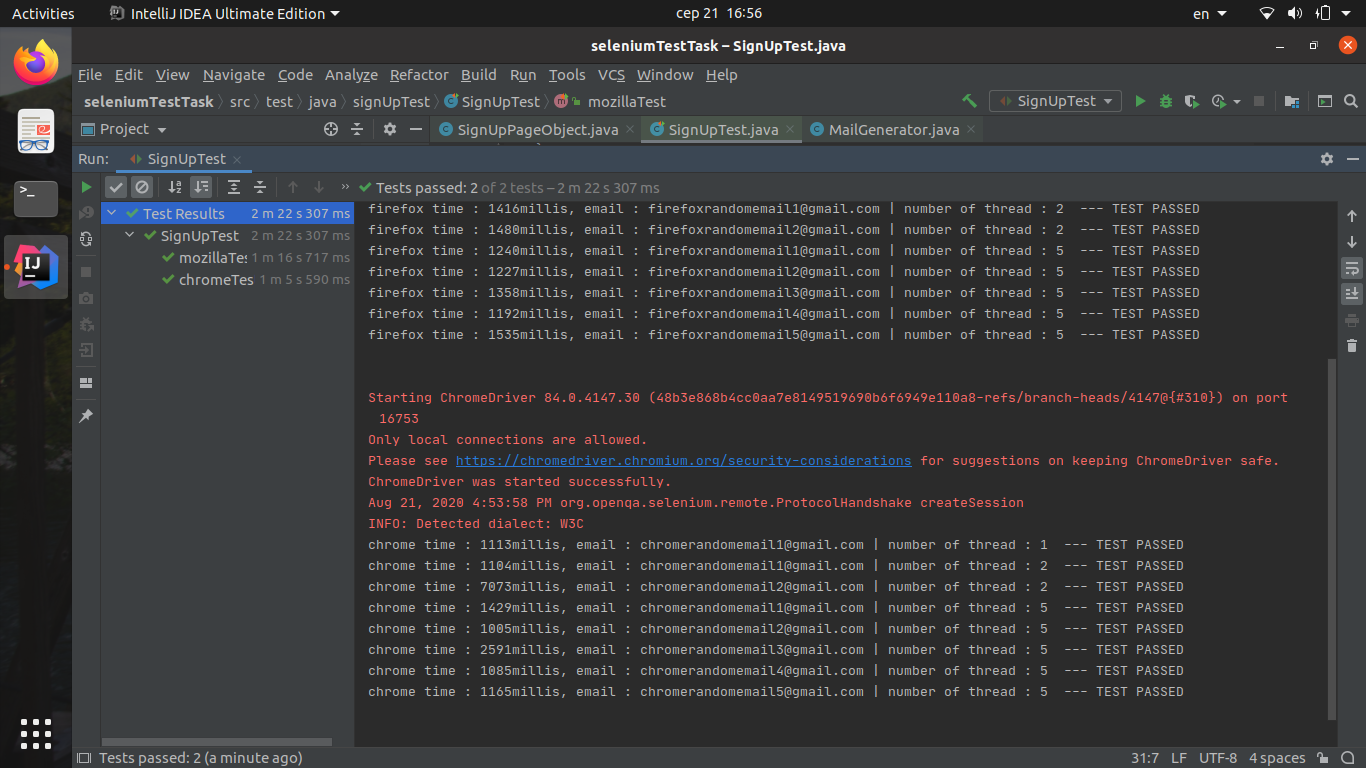 Activities IntelliJ IDEA Ultimate Edition сер 21 16:56 en
seleniumTestTask – SignUpTest.java
File Edit View Navigate Code Analyze Refactor Build Run Tools VCS Window Help
seleniumTestTask src test java signUpTest SignUpTest mozillaTest SignUpTest
Project SignUpPageObject.java SignUpTest.java MailGenerator.java
Run: SignUpTest
Tests passed: 2 of 2 tests – 2 m 22 s 307 ms
Test Results 2 m 22 s 307 ms
SignUpTest 2 m 22 s 307 ms
mozillaTes 1 m 16 s 717 ms
chromeTes 1 m 5 s 590 ms
firefox time : 1416millis, email : firefoxrandomemail1@gmail.com | number of thread : 2 --- TEST PASSED
firefox time : 1480millis, email : firefoxrandomemail2@gmail.com | number of thread : 2 --- TEST PASSED
firefox time : 1240millis, email : firefoxrandomemail1@gmail.com | number of thread : 5 --- TEST PASSED
firefox time : 1227millis, email : firefoxrandomemail2@gmail.com | number of thread : 5 --- TEST PASSED
firefox time : 1358millis, email : firefoxrandomemail3@gmail.com | number of thread : 5 --- TEST PASSED
firefox time : 1192millis, email : firefoxrandomemail4@gmail.com | number of thread : 5 --- TEST PASSED
firefox time : 1535millis, email : firefoxrandomemail5@gmail.com | number of thread : 5 --- TEST PASSED
Starting ChromeDriver 84.0.4147.30 (48b3e868b4cc0aa7e8149519690b6f6949e110a8-refs/branch-heads/4147@{#310}) on port
16753
Only local connections are allowed.
Please see https://chromedriver.chromium.org/security-considerations for suggestions on keeping ChromeDriver safe.
ChromeDriver was started successfully.
Aug 21, 2020 4:53:58 PM org.openqa.selenium.remote.ProtocolHandshake createSession
INFO: Detected dialect: W3C
chrome time : 1113millis, email : chromerandomemail1@gmail.com | number of thread : 1 --- TEST PASSED
chrome time : 1104millis, email : chromerandomemail1@gmail.com | number of thread : 2 --- TEST PASSED
chrome time : 7073millis, email : chromerandomemail2@gmail.com | number of thread : 2 --- TEST PASSED
chrome time : 1429millis, email : chromerandomemail1@gmail.com | number of thread : 5 --- TEST PASSED
chrome time : 1005millis, email : chromerandomemail2@gmail.com | number of thread : 5 --- TEST PASSED
chrome time : 2591millis, email : chromerandomemail3@gmail.com | number of thread : 5 --- TEST PASSED
chrome time : 1085millis, email : chromerandomemail4@gmail.com | number of thread : 5 --- TEST PASSED
chrome time : 1165millis, email : chromerandomemail5@gmail.com | number of thread : 5 --- TEST PASSED
Tests passed: 2 (a minute ago) 31:7 LF UTF-8 4 spaces